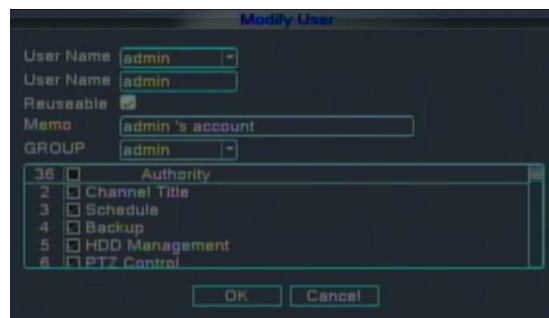 Modify User
User Name admin
User Name admin
Reuseable
Memo admin 's account
GROUP admin
36 Authority
2 Channel Title
3 Schedule
4 Backup
5 HDD Management
6 PTZ Control
OK Cancel